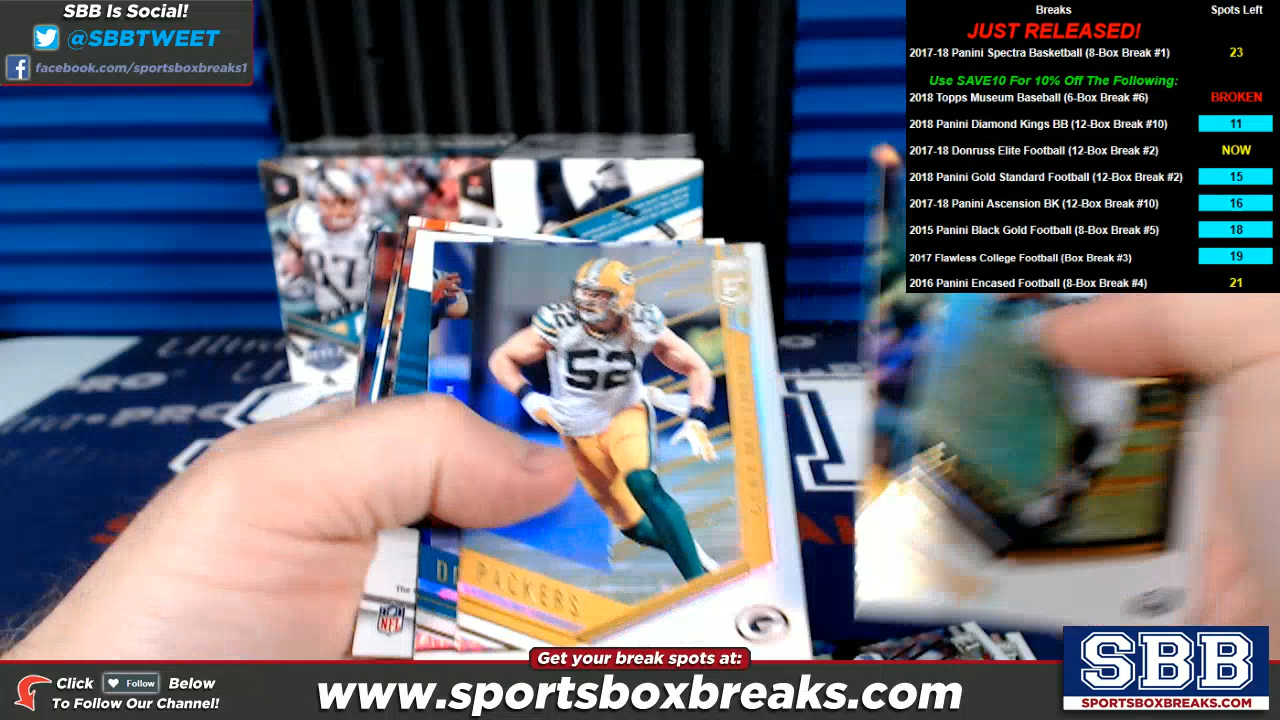 SBB Is Social!
@SBBTWEET
facebook.com/sportsboxbreaks1
Breaks Spots Left
JUST RELEASED!
2017-18 Panini Spectra Basketball (8-Box Break #1) 23
Use SAVE10 For 10% Off The Following:
2018 Topps Museum Baseball (6-Box Break #6) BROKEN
2018 Panini Diamond Kings BB (12-Box Break #10) 11
2017-18 Donruss Elite Football (12-Box Break #2) NOW
2018 Panini Gold Standard Football (12-Box Break #2) 15
2017-18 Panini Ascension BK (12-Box Break #10) 16
2015 Panini Black Gold Football (8-Box Break #5) 18
2017 Flawless College Football (Box Break #3) 19
2016 Panini Encased Football (8-Box Break #4) 21
87
52
PACKERS
G
The
NFL
Get your break spots at:
Click Follow Below
To Follow Our Channel!
www.sportsboxbreaks.com
SBB
SPORTSBOXBREAKS.COM